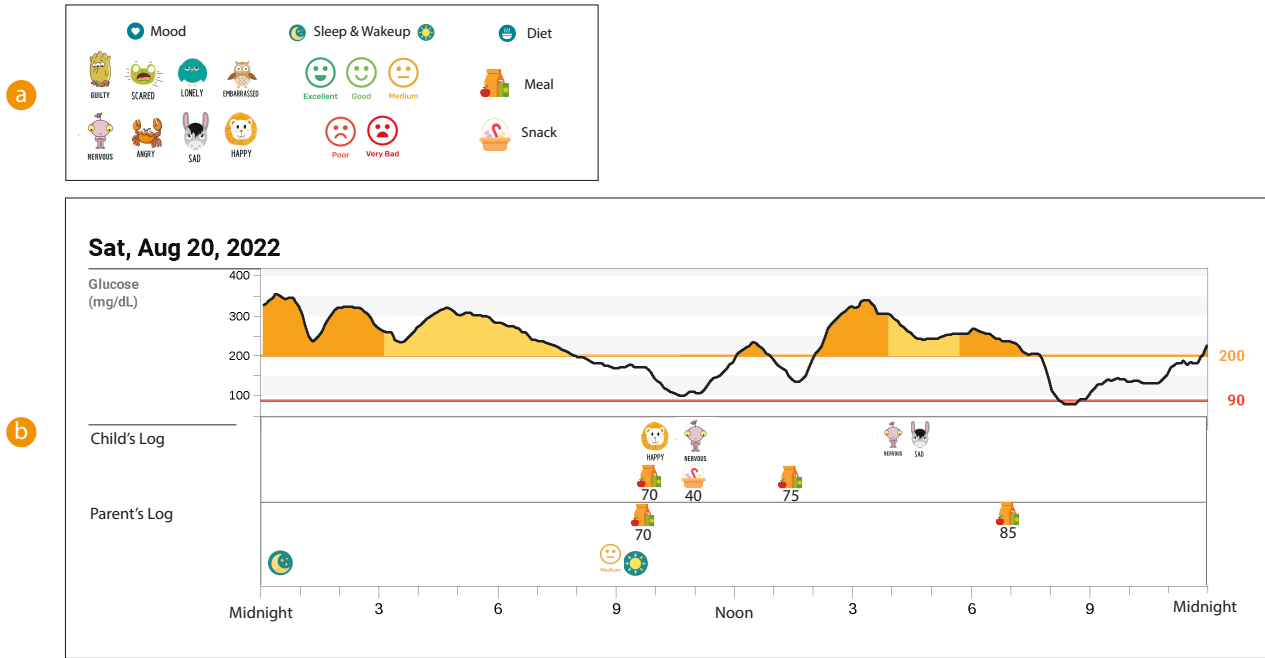 a
Mood
Sleep & Wakeup
Diet
GUILTY
SCARED
LONELY
EMBARRASSED
Excellent
Good
Medium
Meal
NERVOUS
ANGRY
SAD
HAPPY
Poor
Very Bad
Snack
b
Sat, Aug 20, 2022
Glucose
(mg/dL)
400
300
200
100
200
90
Child's Log
HAPPY
NERVOUS
NERVOUS
SAD
70
40
75
Parent's Log
70
85
Medium
Midnight
3
6
9
Noon
3
6
9
Midnight